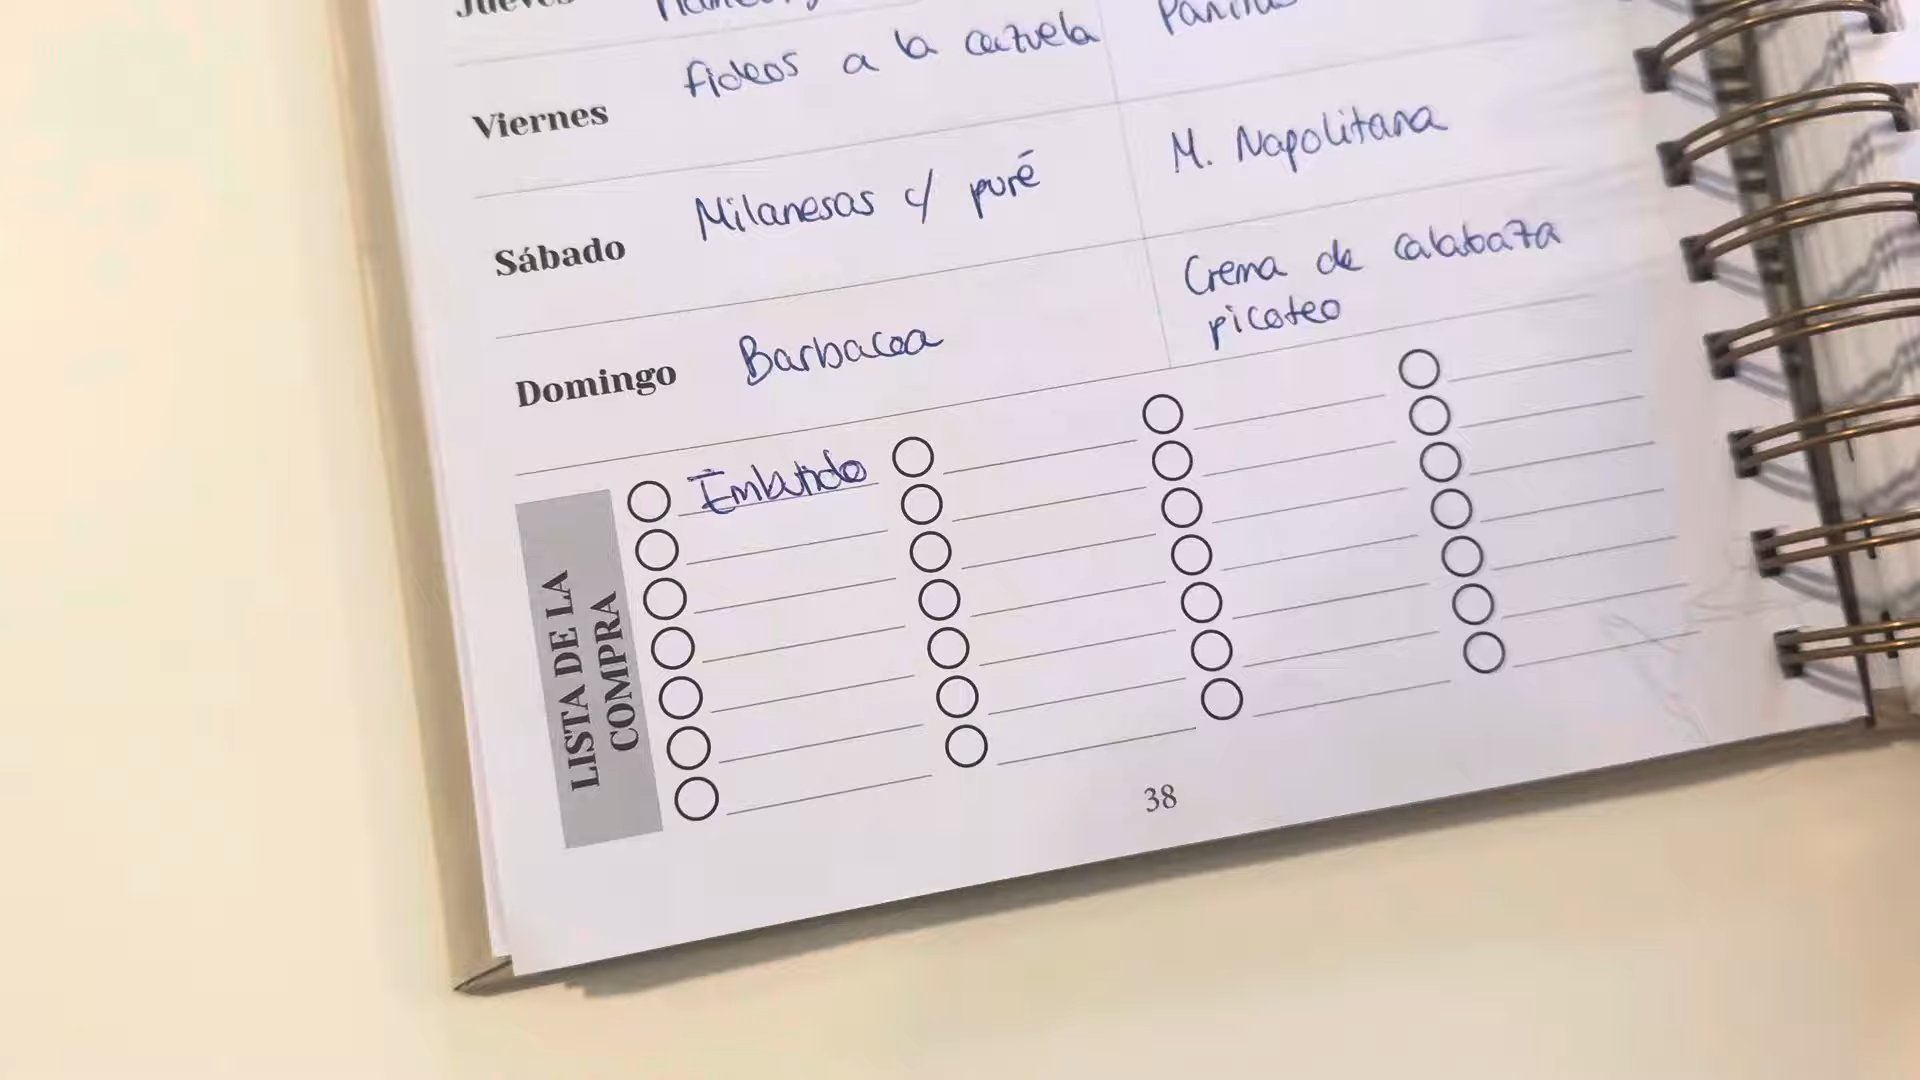 Jueves
Viernes fideos a la cazuela
Sábado Milanesas c/ puré M. Napolitana
Domingo Barbacoa Crema de calabaza
picoteo
Embutido
LISTA DE LA
COMPRA
38